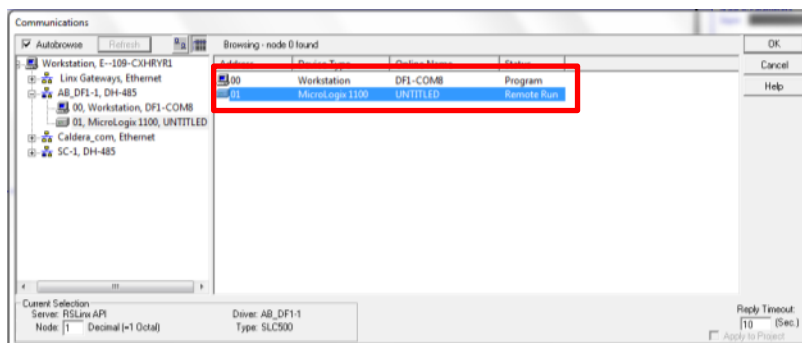 Communications
Autobrowse Refresh Browsing - node 0 found OK
Workstation, E--109-CXHRYR1 Address Device Type Online Name Status Cancel
Linx Gateways, Ethernet 00 Workstation DF1-COM8 Program Help
AB_DF1-1, DH-485 01 MicroLogix 1100 UNTITLED Remote Run
00, Workstation, DF1-COM8
01, MicroLogix 1100, UNTITLED
Caldera_com, Ethernet
SC-1, DH-485
Current Selection
Server: RSLinx API Driver: AB_DF1-1 Reply Timeout:
Node: 1 Decimal (=1 Octal) Type: SLC500 10 (Sec.)
Apply to Project